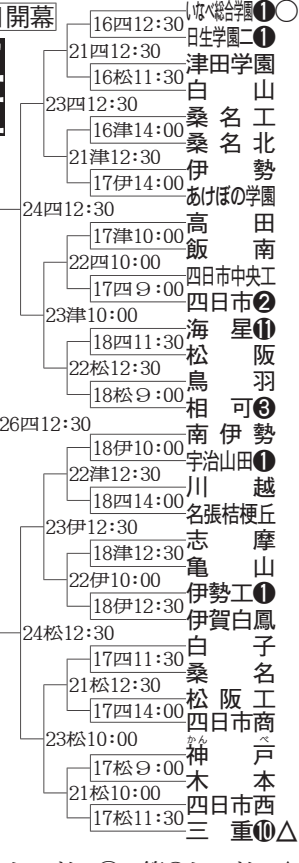 開幕
いなべ総合学園❶○
16四12:30
日生学園二❶
21四12:30
津田学園
16松11:30
白山
23四12:30
桑名工
16津14:00
桑名北
21津12:30
伊勢
17伊14:00
あけぼの学園
24四12:30
高田
17津10:00
飯南
22四10:00
四日市中央工
17四9:00
四日市❷
23津10:00
海星⓫
18四11:30
松阪
22松12:30
鳥羽
18松9:00
相可❸
26四12:30
南伊勢
18伊10:00
宇治山田❶
22津12:30
川越
18四14:00
名張桔梗丘
23伊12:30
志摩
18津12:30
亀山
22伊10:00
伊勢工❶
18伊12:30
伊賀白鳳
24松12:30
白子
17四11:30
桑名
21松12:30
松阪工
17四14:00
四日市商
23松10:00
かんべ
神戸
17松9:00
木本
21松10:00
四日市西
17松11:30
三重❿△